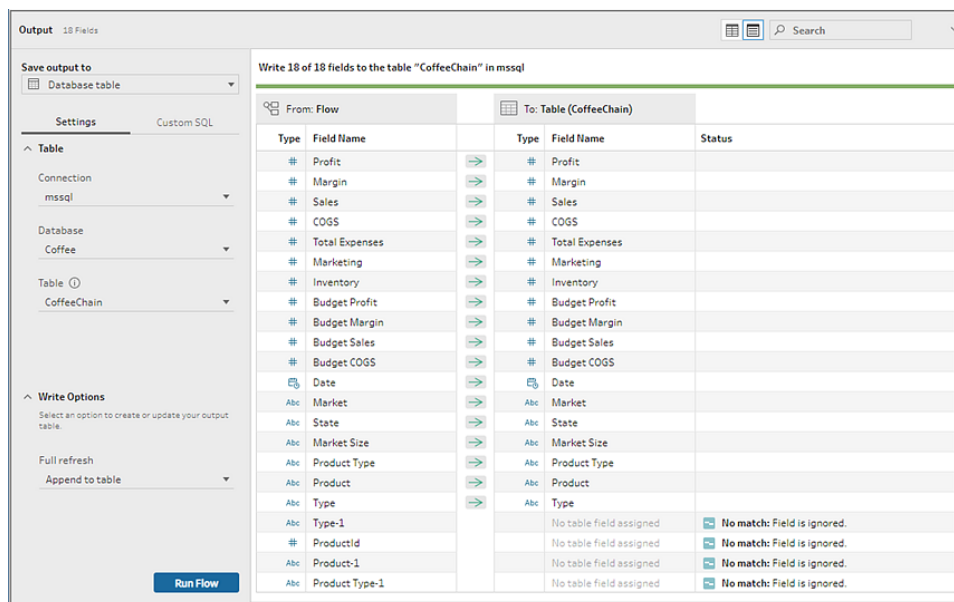 Output 18 Fields
Search
Save output to
Database table
Settings Custom SQL
Table
Connection
mssql
Database
Coffee
Table
CoffeeChain
Write Options
Select an option to create or update your output
table.
Full refresh
Append to table
Run Flow
Write 18 of 18 fields to the table "CoffeeChain" in mssql
From: Flow To: Table (CoffeeChain)
Type Field Name Type Field Name Status
# Profit # Profit
# Margin # Margin
# Sales # Sales
# COGS # COGS
# Total Expenses # Total Expenses
# Marketing # Marketing
# Inventory # Inventory
# Budget Profit # Budget Profit
# Budget Margin # Budget Margin
# Budget Sales # Budget Sales
# Budget COGS # Budget COGS
Date Date
Abc Market Abc Market
Abc State Abc State
Abc Market Size Abc Market Size
Abc Product Type Abc Product Type
Abc Product Abc Product
Abc Type Abc Type
Abc Type-1 No table field assigned No match: Field is ignored.
# ProductId No table field assigned No match: Field is ignored.
Abc Product-1 No table field assigned No match: Field is ignored.
Abc Product Type-1 No table field assigned No match: Field is ignored.